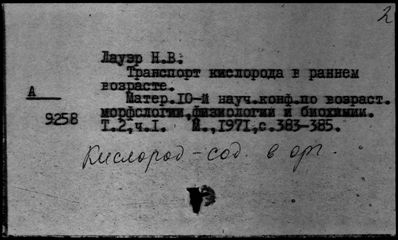 2
Лауэр Н.В.
Транспорт кислорода в раннем
возрасте.
А
Матер.10-й науч.конф.по возраст.
9258
морфологии,физиологии и биохимии.
Т.2,ч.1. М.,1971,с.383-385.
Кислород - сод. в орг.